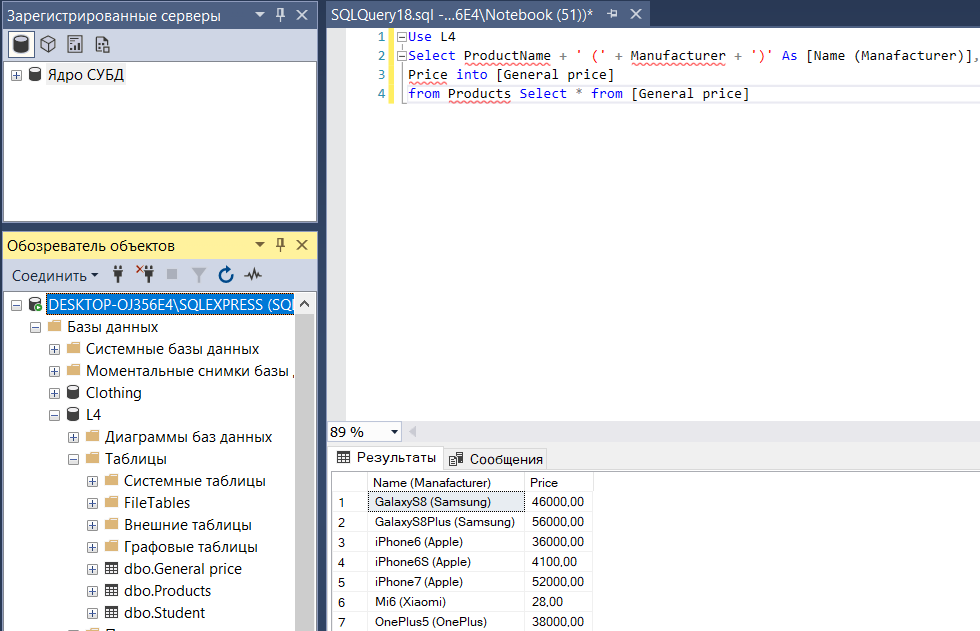 Зарегистрированные серверы
Ядро СУБД
Обозреватель объектов
Соединить
DESKTOP-OJ356E4\SQLEXPRESS (SQ
Базы данных
Системные базы данных
Моментальные снимки базы
Clothing
L4
Диаграммы баз данных
Таблицы
Системные таблицы
FileTables
Внешние таблицы
Графовые таблицы
dbo.General price
dbo.Products
dbo.Student
SQLQuery18.sql -...6E4\Notebook (51))*
1 Use L4
2 Select ProductName + ' (' + Manufacturer + ')' As [Name (Manafacturer)],
3 Price into [General price]
4 from Products Select * from [General price]
89 %
Результаты Сообщения
Name (Manafacturer) Price
1 GalaxyS8 (Samsung) 46000,00
2 GalaxyS8Plus (Samsung) 56000,00
3 iPhone6 (Apple) 36000,00
4 iPhone6S (Apple) 4100,00
5 iPhone7 (Apple) 52000,00
6 Mi6 (Xiaomi) 28,00
7 OnePlus5 (OnePlus) 38000,00